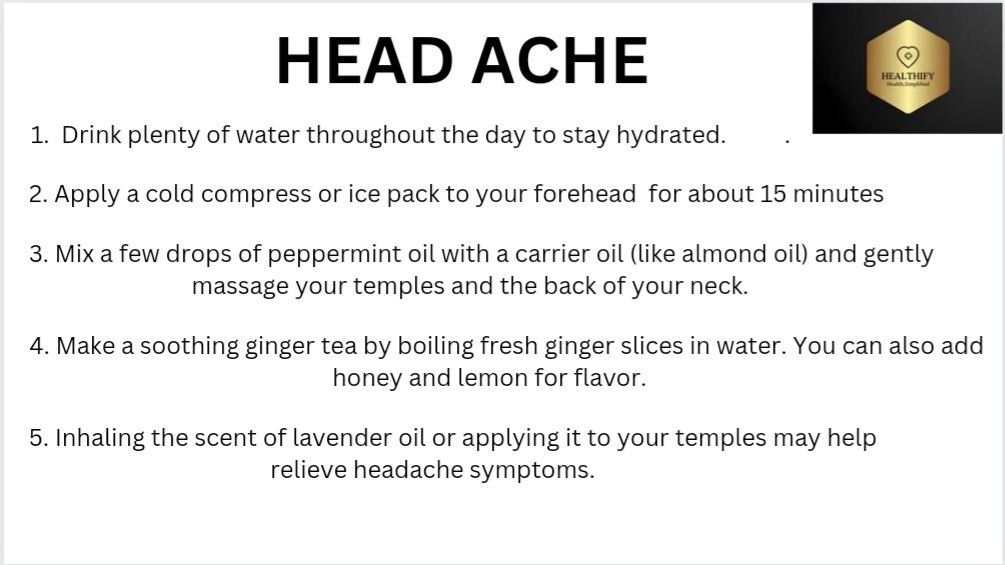 HEAD ACHE
HEALTHIFY
Health,Simplified
1. Drink plenty of water throughout the day to stay hydrated. .
2. Apply a cold compress or ice pack to your forehead for about 15 minutes
3. Mix a few drops of peppermint oil with a carrier oil (like almond oil) and gently
massage your temples and the back of your neck.
4. Make a soothing ginger tea by boiling fresh ginger slices in water. You can also add
honey and lemon for flavor.
5. Inhaling the scent of lavender oil or applying it to your temples may help
relieve headache symptoms.